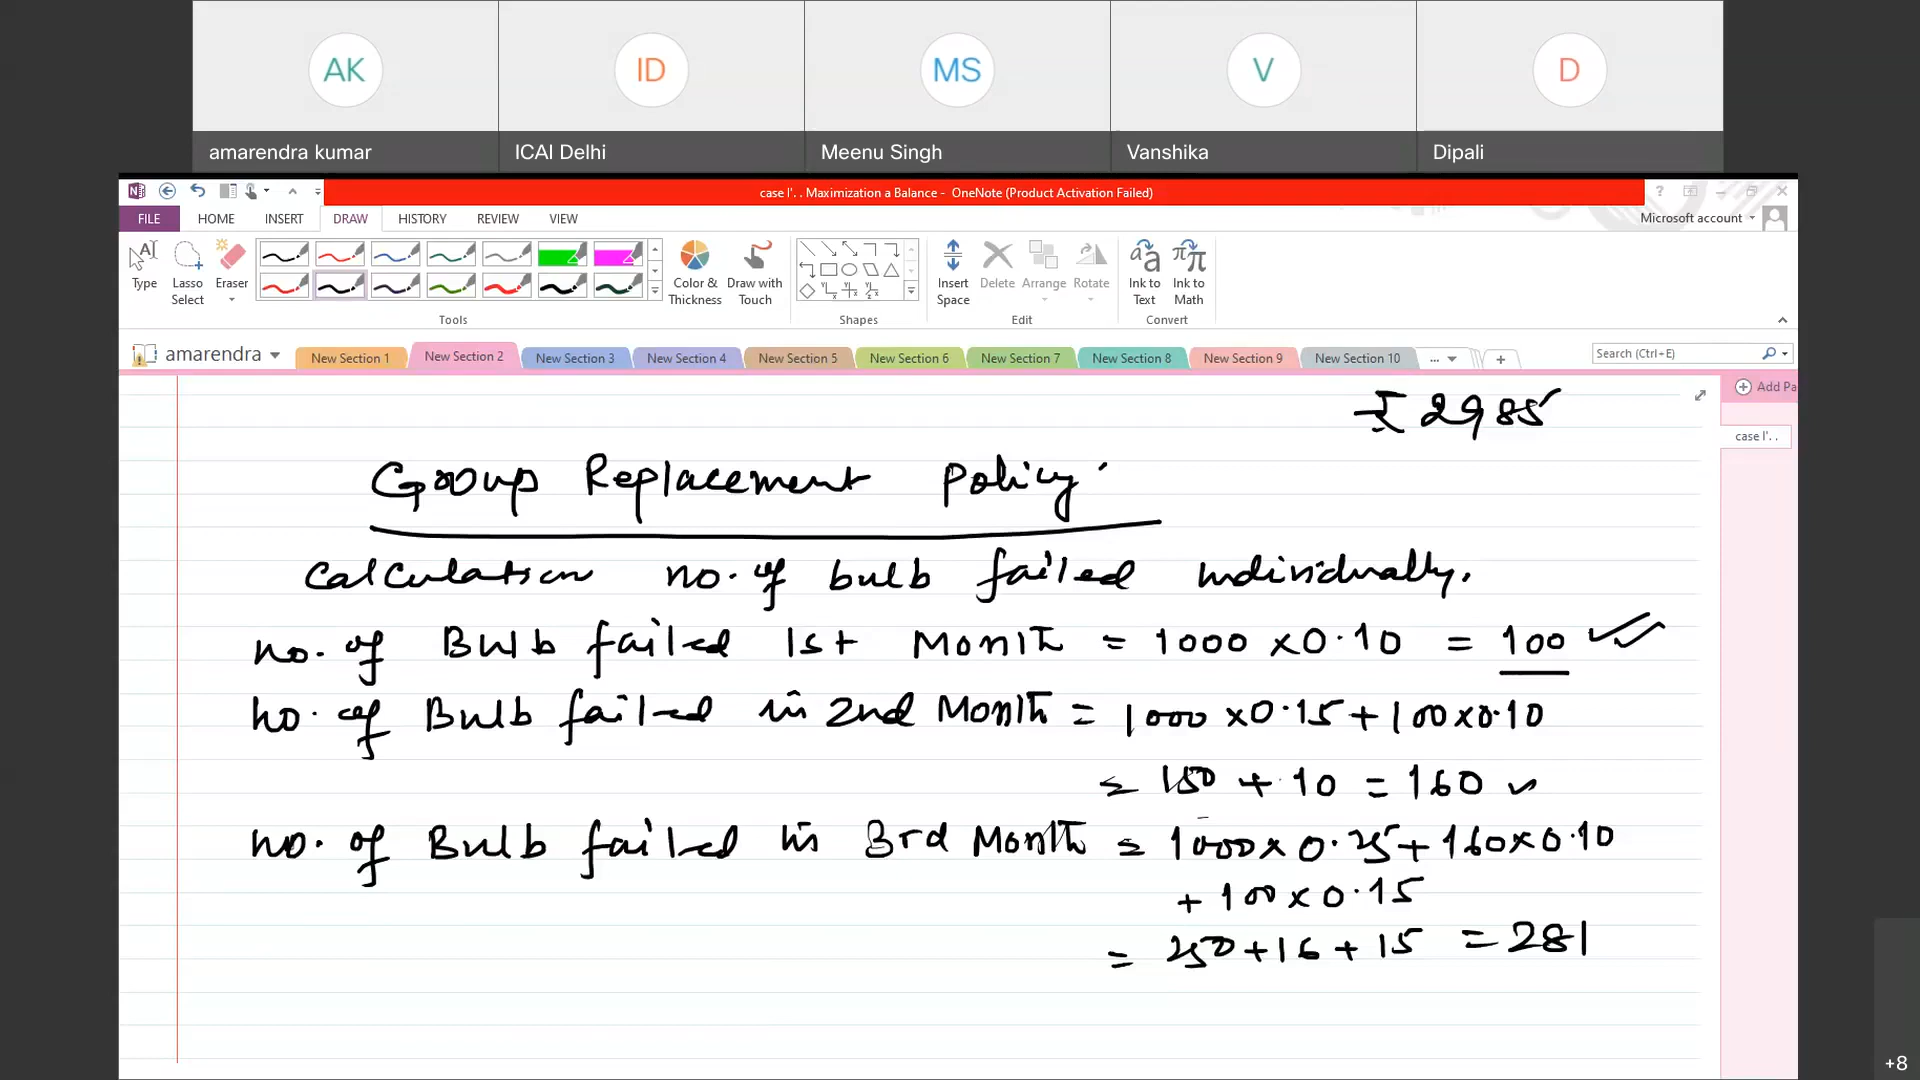 AK ID MS V D
amarendra kumar ICAI Delhi Meenu Singh Vanshika Dipali
case I'. . Maximization a Balance - OneNote (Product Activation Failed)
FILE HOME INSERT DRAW HISTORY REVIEW VIEW Microsoft account
Type Lasso Select Eraser Color & Thickness Draw with Touch Insert Space Delete Arrange Rotate Ink to Text Ink to Math
Tools Shapes Edit Convert
amarendra New Section 1 New Section 2 New Section 3 New Section 4 New Section 5 New Section 6 New Section 7 New Section 8 New Section 9 New Section 10 ... + Search (Ctrl+E)
Add Pa
case I'. .
₹ 2985
Group Replacement Policy
Calculation no. of bulb failed individually.
no. of Bulb failed 1st Month = 1000 x 0.10 = 100
no. of Bulb failed in 2nd Month = 1000 x 0.15 + 100 x 0.10
= 150 + 10 = 160
no. of Bulb failed in 3rd Month = 1000 x 0.25 + 160 x 0.10
+ 100 x 0.15
= 250 + 16 + 15 = 281
+8